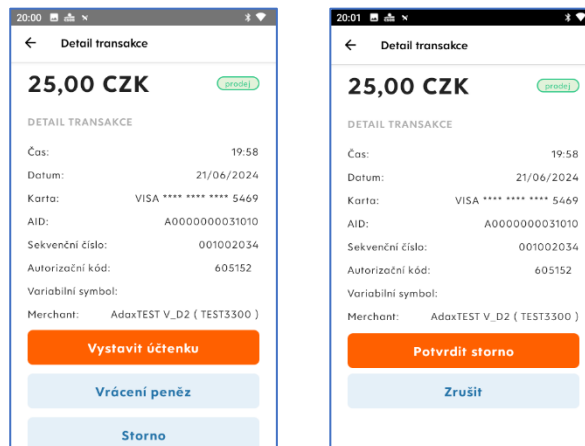 20:00
Detail transakce
25,00 CZK
prodej
DETAIL TRANSAKCE
Čas: 19:58
Datum: 21/06/2024
Karta: VISA **** **** **** 5469
AID: A0000000031010
Sekvenční číslo: 001002034
Autorizační kód: 605152
Variabilní symbol:
Merchant: AdaxTEST V_D2 ( TEST3300 )
Vystavit účtenku
Vrácení peněz
Storno
20:01
Detail transakce
25,00 CZK
prodej
DETAIL TRANSAKCE
Čas: 19:58
Datum: 21/06/2024
Karta: VISA **** **** **** 5469
AID: A0000000031010
Sekvenční číslo: 001002034
Autorizační kód: 605152
Variabilní symbol:
Merchant: AdaxTEST V_D2 ( TEST3300 )
Potvrdit storno
Zrušit